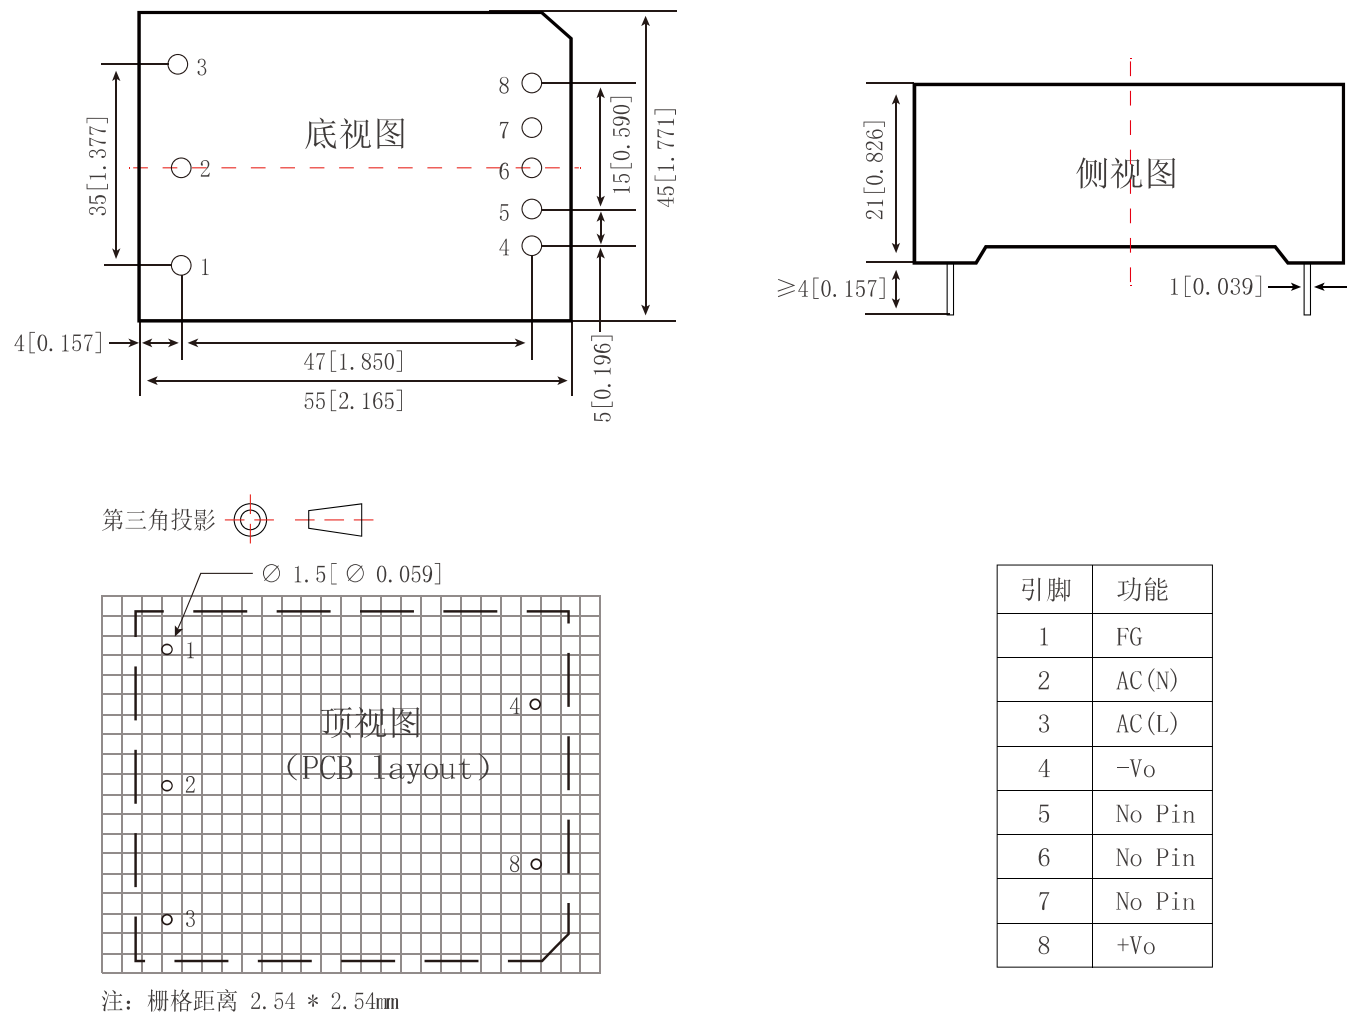 3
8
底视图
7
2
6
5
4
1
35[1.377]
15[0.590]
45[1.771]
4[0.157]
47[1.850]
55[2.165]
5[0.196]
侧视图
21[0.826]
≥4[0.157]
1[0.039]
第三角投影
∅ 1.5[ ∅ 0.059]
1
4
顶视图
(PCB layout)
2
8
3
注: 栅格距离 2.54 * 2.54mm
引脚 功能
1 FG
2 AC(N)
3 AC(L)
4 -Vo
5 No Pin
6 No Pin
7 No Pin
8 +Vo